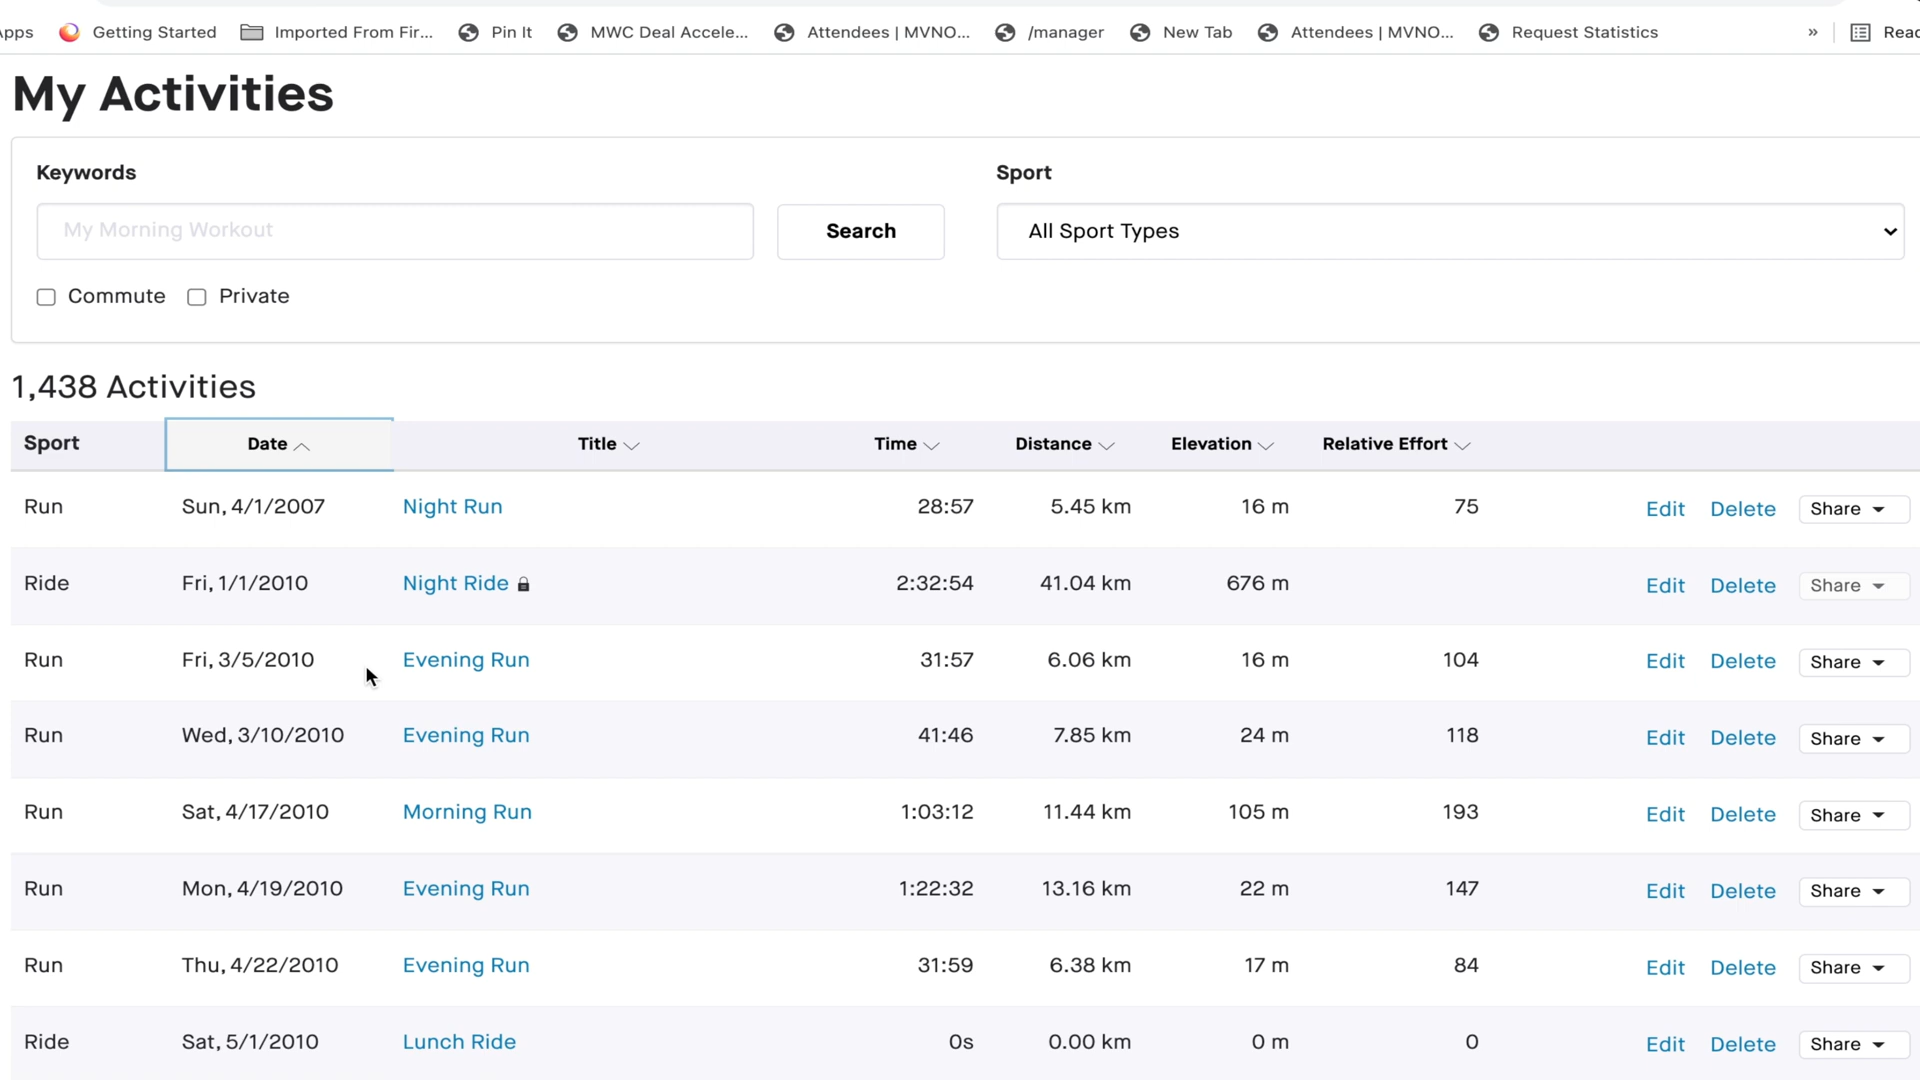 Getting Started Imported From Fir... Pin It MWC Deal Accele... Attendees | MVNO... /manager New Tab Attendees | MVNO... Request Statistics »
My Activities
Keywords Sport
My Morning Workout Search All Sport Types
Commute Private
1,438 Activities
Sport Date Title Time Distance Elevation Relative Effort
Run Sun, 4/1/2007 Night Run 28:57 5.45 km 16 m 75 Edit Delete Share
Ride Fri, 1/1/2010 Night Ride 2:32:54 41.04 km 676 m Edit Delete Share
Run Fri, 3/5/2010 Evening Run 31:57 6.06 km 16 m 104 Edit Delete Share
Run Wed, 3/10/2010 Evening Run 41:46 7.85 km 24 m 118 Edit Delete Share
Run Sat, 4/17/2010 Morning Run 1:03:12 11.44 km 105 m 193 Edit Delete Share
Run Mon, 4/19/2010 Evening Run 1:22:32 13.16 km 22 m 147 Edit Delete Share
Run Thu, 4/22/2010 Evening Run 31:59 6.38 km 17 m 84 Edit Delete Share
Ride Sat, 5/1/2010 Lunch Ride 0s 0.00 km 0 m 0 Edit Delete Share